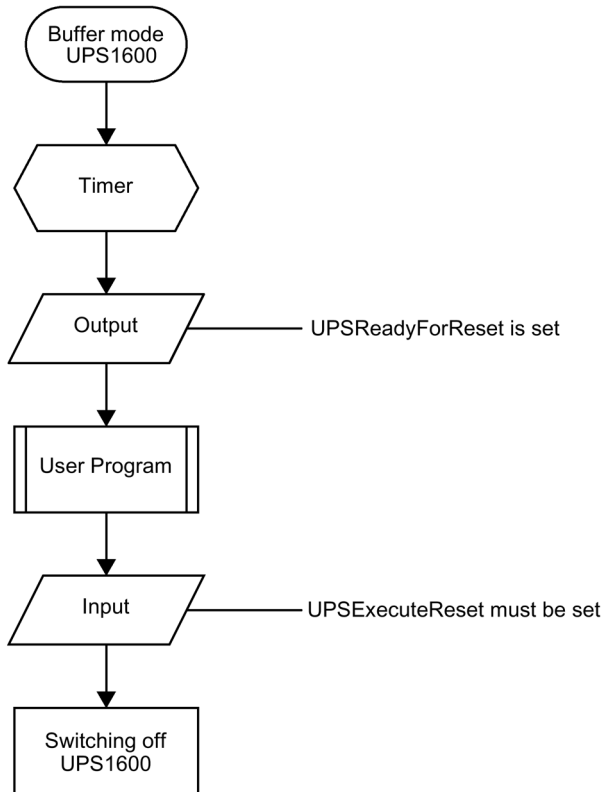 Buffer mode
UPS1600
Timer
Output
UPSReadyForReset is set
User Program
Input
UPSExecuteReset must be set
Switching off
UPS1600